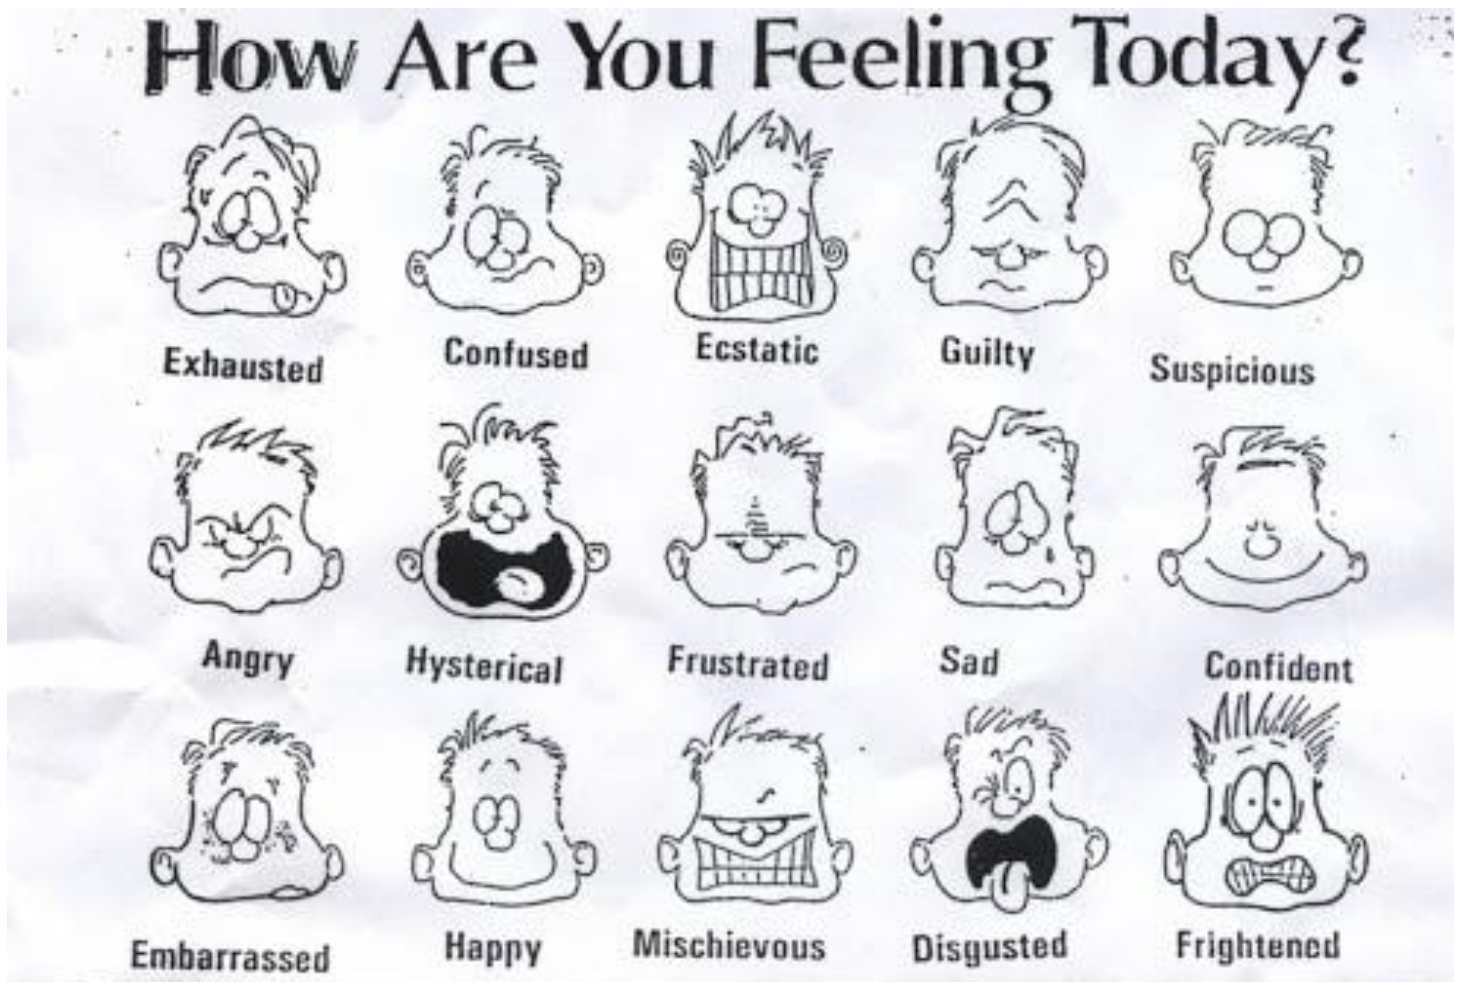 How Are You Feeling Today?
Exhausted Confused Ecstatic Guilty Suspicious
Angry Hysterical Frustrated Sad Confident
Embarrassed Happy Mischievous Disgusted Frightened